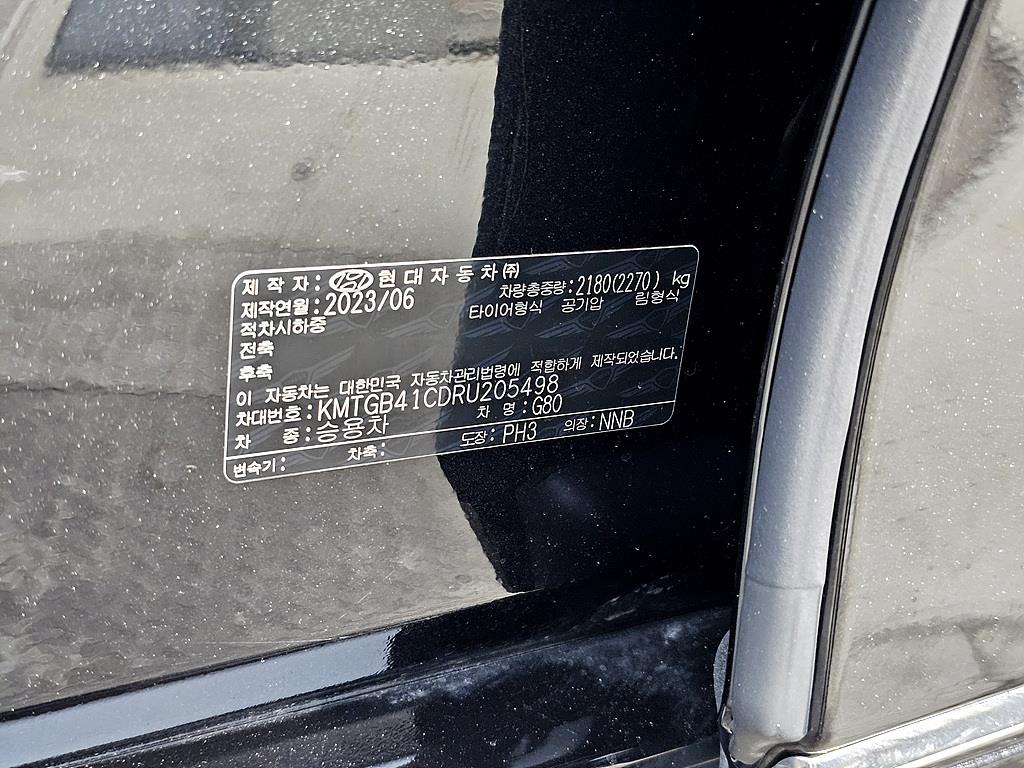 제 작 자 : 현 대 자 동 차 ㈜
제작연월 : 2023/06 차량총중량 : 2180(2270) kg
적차시하중 타이어형식 공기압 림형식
전축
후축
이 자동차는 대한민국 자동차관리법령에 적합하게 제작되었습니다.
차대번호 : KMTGB41CDRU205498
차 종 : 승용차 차 명 : G80
변속기 : 차축 : 도장 : PH3 의장 : NNB